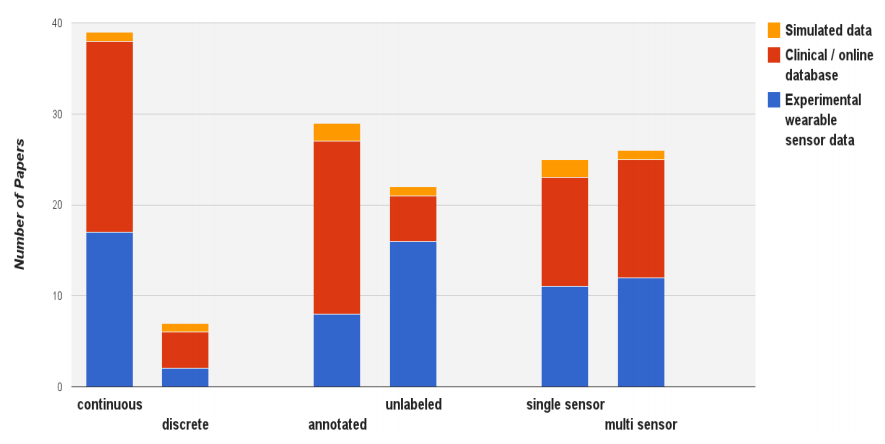 40
30
20
10
0
Number of Papers
continuous
discrete
annotated
unlabeled
single sensor
multi sensor
Simulated data
Clinical / online
database
Experimental
wearable
sensor data